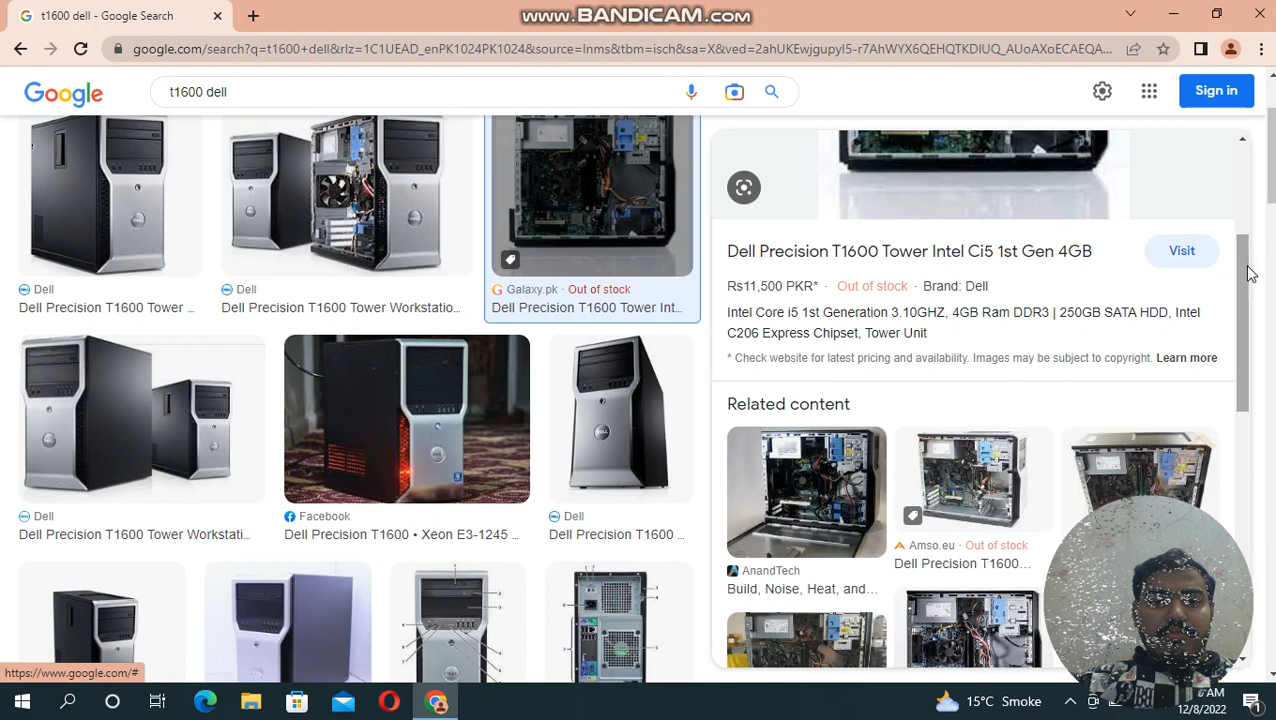 t1600 dell - Google Search
www.BANDICAM.com
google.com/search?q=t1600+dell&rlz=1C1UEAD_enPK1024PK1024&source=lnms&tbm=isch&sa=X&ved=2ahUKEwjgupyl5-r7AhWYX6QEHQTKDIUQ_AUoAXoECAEQA...
Google
t1600 dell
Sign in
Dell
Dell Precision T1600 Tower ...
Dell
Dell Precision T1600 Tower Workstatio...
Galaxy.pk · Out of stock
Dell Precision T1600 Tower Int...
Dell
Dell Precision T1600 Tower Workstati...
Facebook
Dell Precision T1600 • Xeon E3-1245 ...
Dell
Dell Precision T1600 ...
Dell Precision T1600 Tower Intel Ci5 1st Gen 4GB
Visit
Rs11,500 PKR* · Out of stock · Brand: Dell
Intel Core i5 1st Generation 3.10GHZ, 4GB Ram DDR3 | 250GB SATA HDD, Intel
C206 Express Chipset, Tower Unit
* Check website for latest pricing and availability. Images may be subject to copyright. Learn more
Related content
AnandTech
Build, Noise, Heat, and...
Amso.eu · Out of stock
Dell Precision T1600...
https://www.google.com/#
15°C Smoke
AM
12/8/2022
1